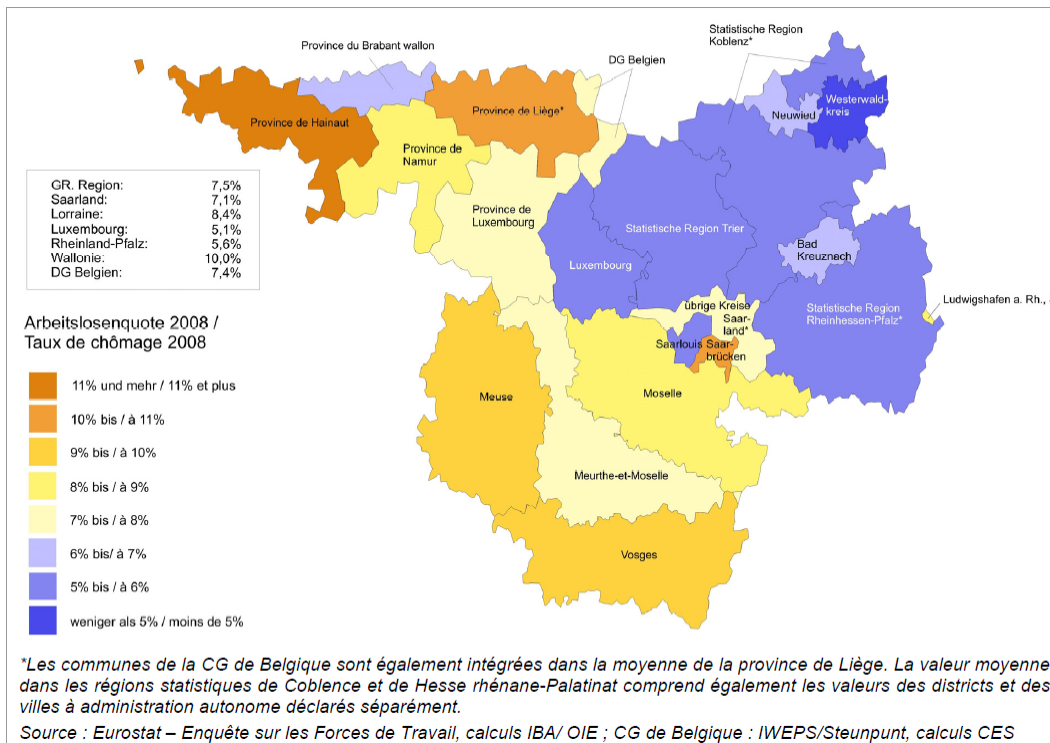 Statistische Region
Koblenz*
Province du Brabant wallon
DG Belgien
Westerwald-
kreis
Neuwied
Province de Liège*
Province de Hainaut
Province de
Namur
GR. Region: 7,5%
Saarland: 7,1%
Lorraine: 8,4%
Luxembourg: 5,1%
Rheinland-Pfalz: 5,6%
Wallonie: 10,0%
DG Belgien: 7,4%
Province de
Luxembourg
Statistische Region Trier
Bad
Kreuznach
Luxembourg
Ludwigshafen a. Rh.,
übrige Kreise
Saar-
land*
Statistische Region
Rheinhessen-Pfalz*
Saarlouis
Saar-
brücken
Arbeitslosenquote 2008 /
Taux de chômage 2008
11% und mehr / 11% et plus
10% bis / à 11%
9% bis / à 10%
8% bis / à 9%
7% bis / à 8%
6% bis/ à 7%
5% bis / à 6%
weniger als 5% / moins de 5%
Meuse
Moselle
Meurthe-et-Moselle
Vosges
*Les communes de la CG de Belgique sont également intégrées dans la moyenne de la province de Liège. La valeur moyenne
dans les régions statistiques de Coblence et de Hesse rhénane-Palatinat comprend également les valeurs des districts et des
villes à administration autonome déclarés séparément.
Source : Eurostat – Enquête sur les Forces de Travail, calculs IBA/ OIE ; CG de Belgique : IWEPS/Steunpunt, calculs CES